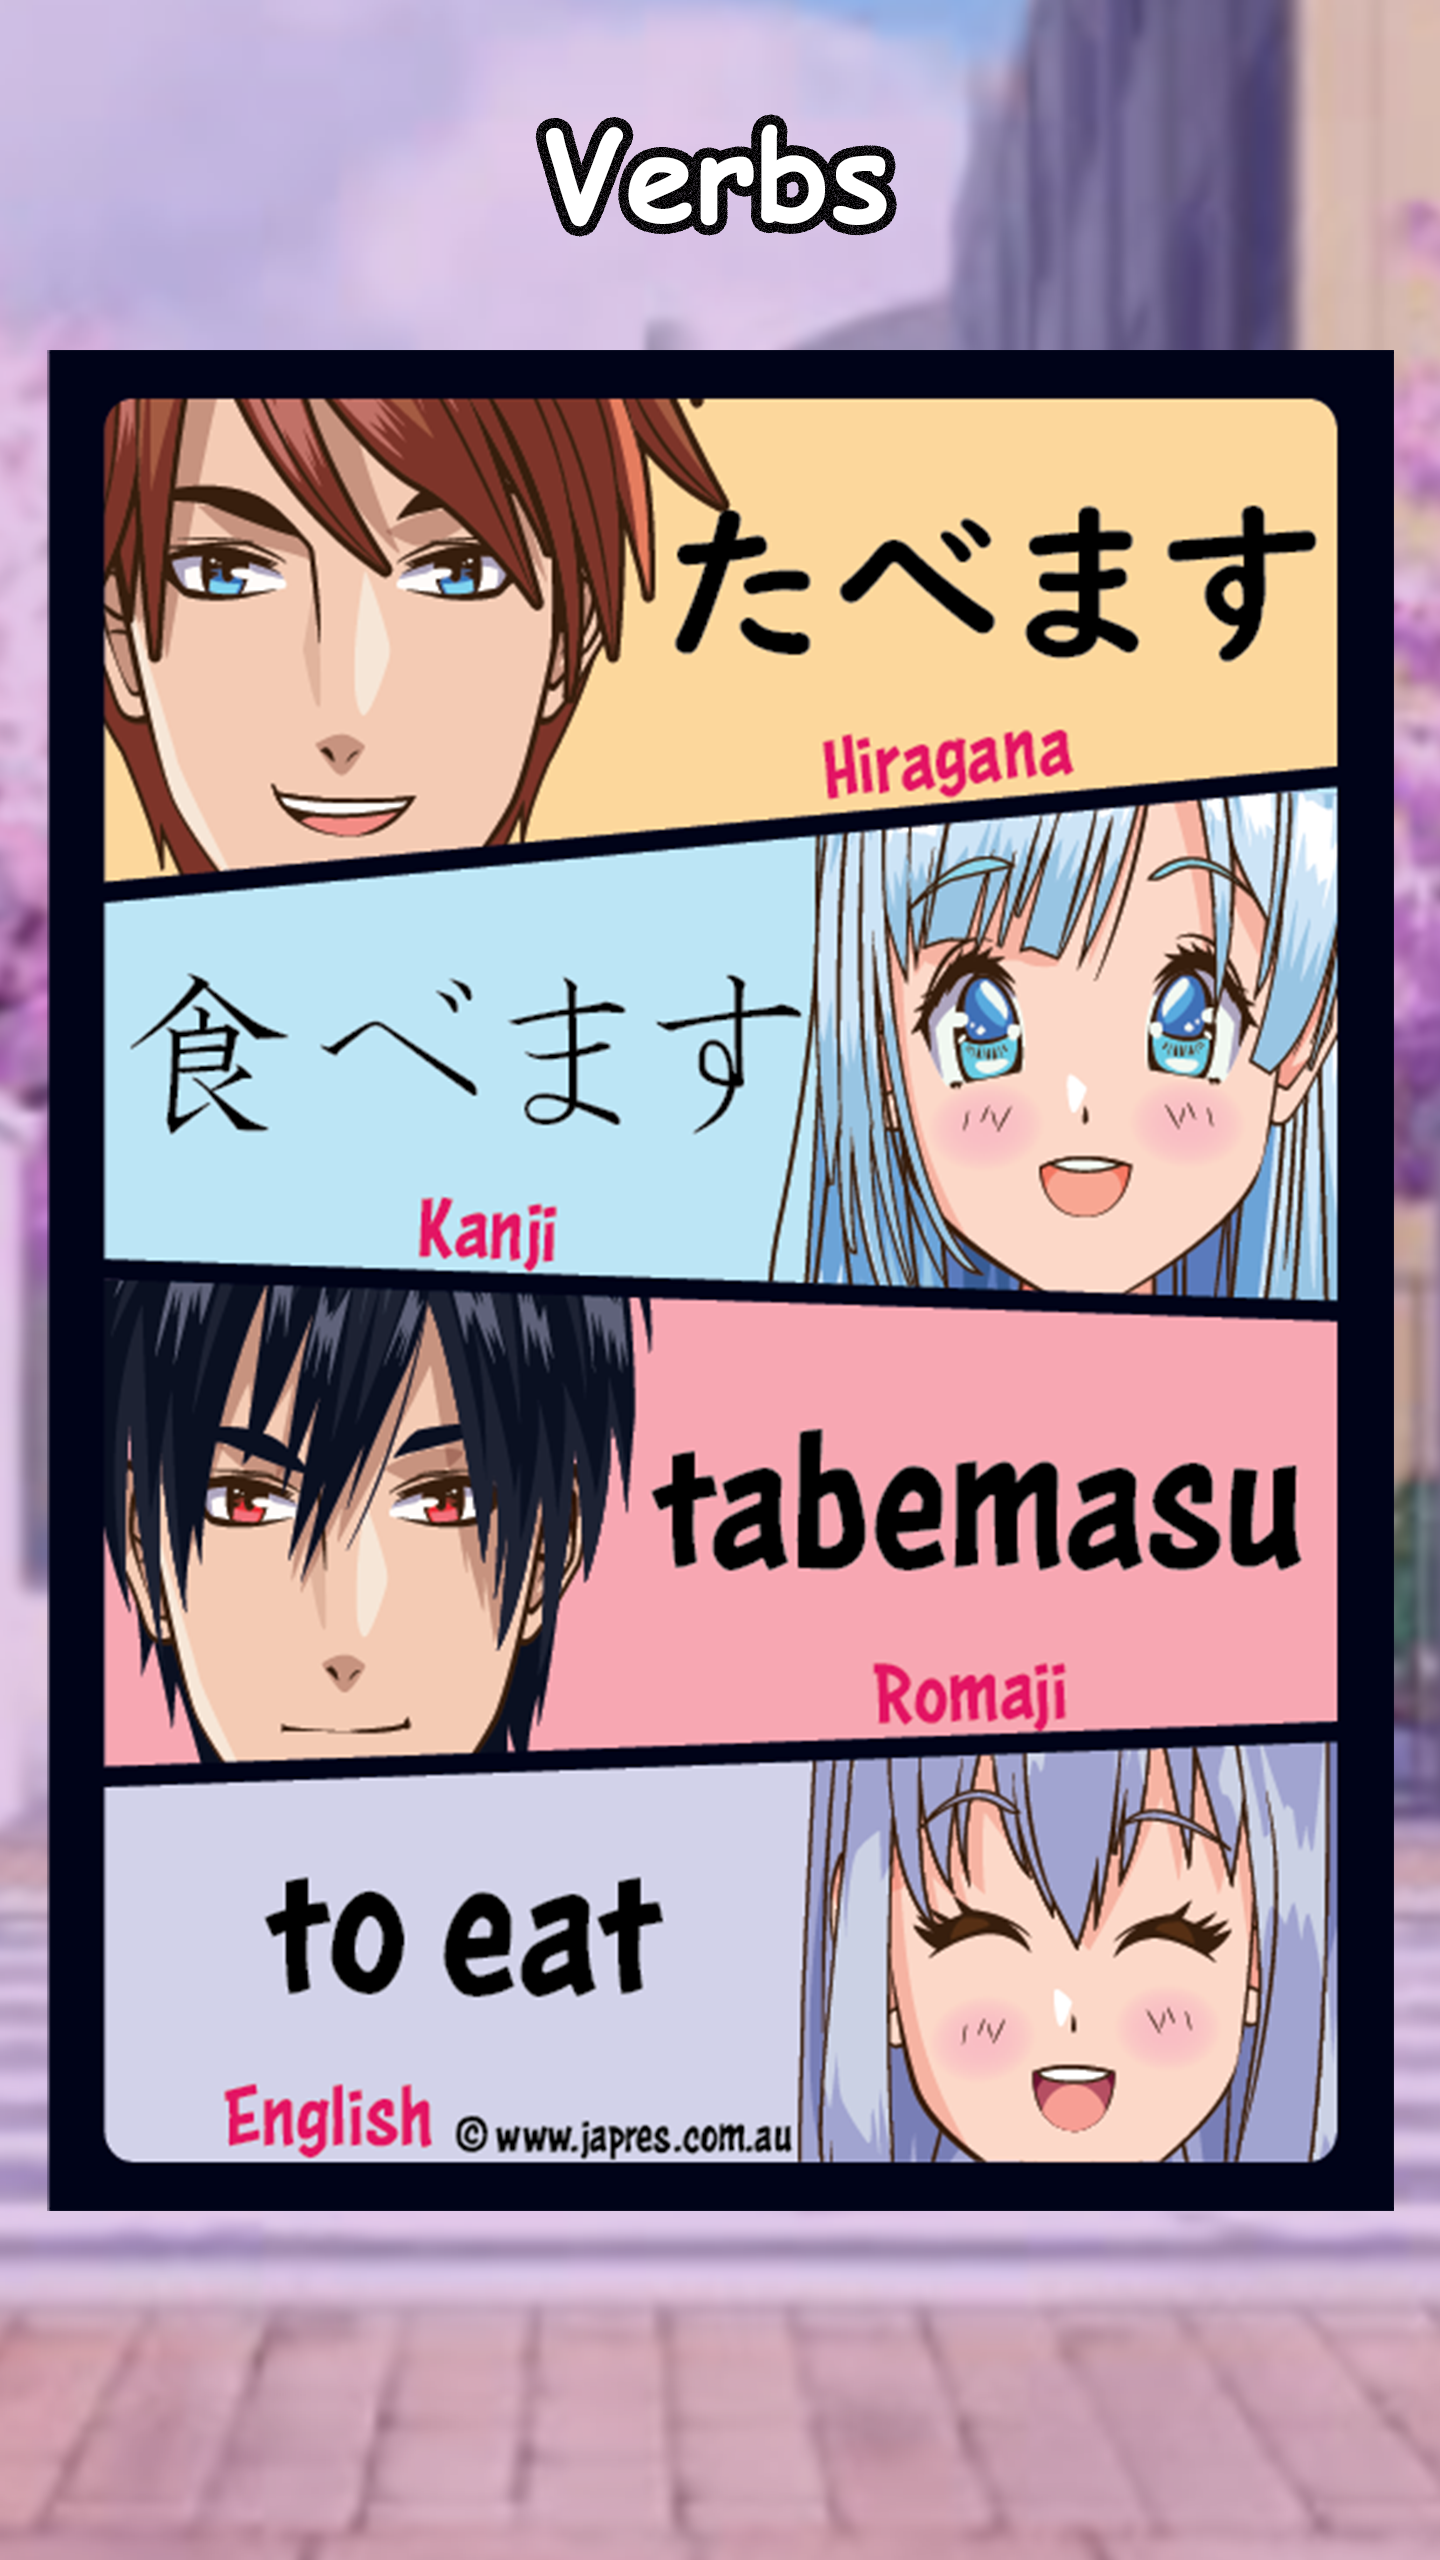 Verbs
たべます
Hiragana
食べます
Kanji
tabemasu
Romaji
to eat
English
© www.japres.com.au